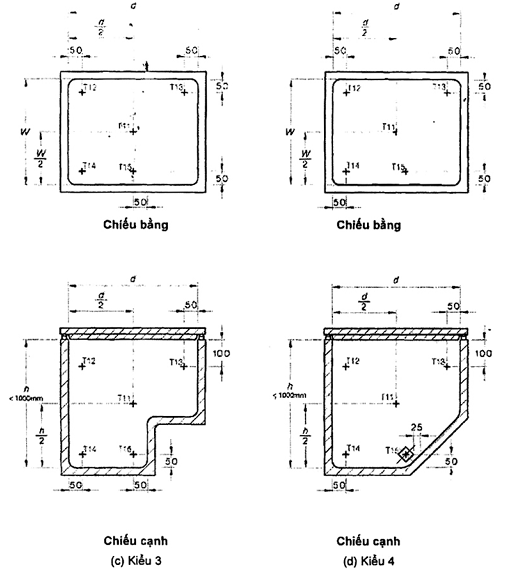 d d
d/2 d/2
50 50 50 50
T12 T13 50 T12 T13 50
W T11 W T11
W/2 W/2
T14 T15 50 T14 T15 50
50 50
Chiếu bằng Chiếu bằng
d d
d/2 50 d/2 50
T12 T13 100 T12 T13 100
h h
< 1000mm T11 ≤ 1000mm T11
h/2 h/2 25
T14 T16 50 T14 T15 50
50 50 50
Chiếu cạnh Chiếu cạnh
(c) Kiểu 3 (d) Kiểu 4